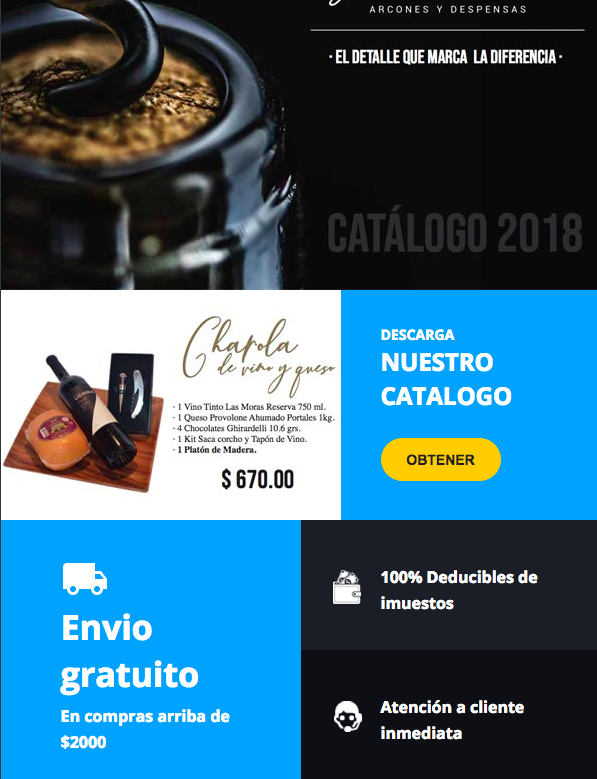 ARCONES Y DESPENSAS
· EL DETALLE QUE MARCA LA DIFERENCIA ·
CATÁLOGO 2018
Charola
de vino y queso
· 1 Vino Tinto Las Moras Reserva 750 ml.
· 1 Queso Provolone Ahumado Portales 1kg.
· 4 Chocolates Ghirardelli 10.6 grs.
· 1 Kit Saca corcho y Tapón de Vino.
· 1 Platón de Madera.
$ 670.00
DESCARGA
NUESTRO
CATALOGO
OBTENER
Envio
gratuito
En compras arriba de
$2000
100% Deducibles de
imuestos
Atención a cliente
inmediata